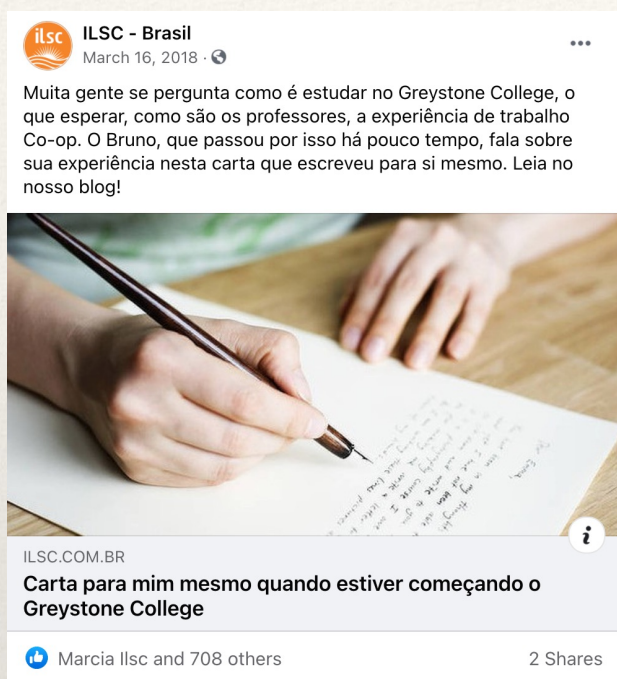 ilsc
ILSC - Brasil
March 16, 2018 ·
Muita gente se pergunta como é estudar no Greystone College, o
que esperar, como são os professores, a experiência de trabalho
Co-op. O Bruno, que passou por isso há pouco tempo, fala sobre
sua experiência nesta carta que escreveu para si mesmo. Leia no
nosso blog!
ILSC.COM.BR
Carta para mim mesmo quando estiver começando o
Greystone College
Marcia Ilsc and 708 others
2 Shares